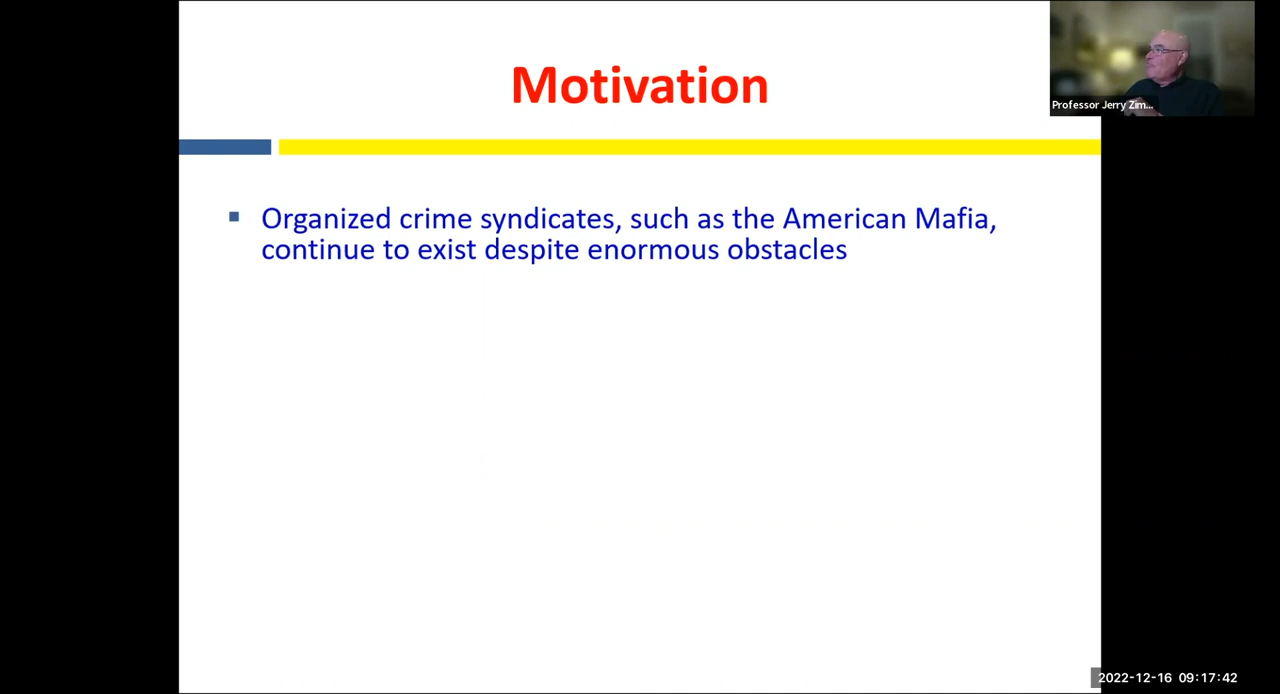 Motivation
Professor Jerry Zim...
Organized crime syndicates, such as the American Mafia,
continue to exist despite enormous obstacles
2022-12-16 09:17:42